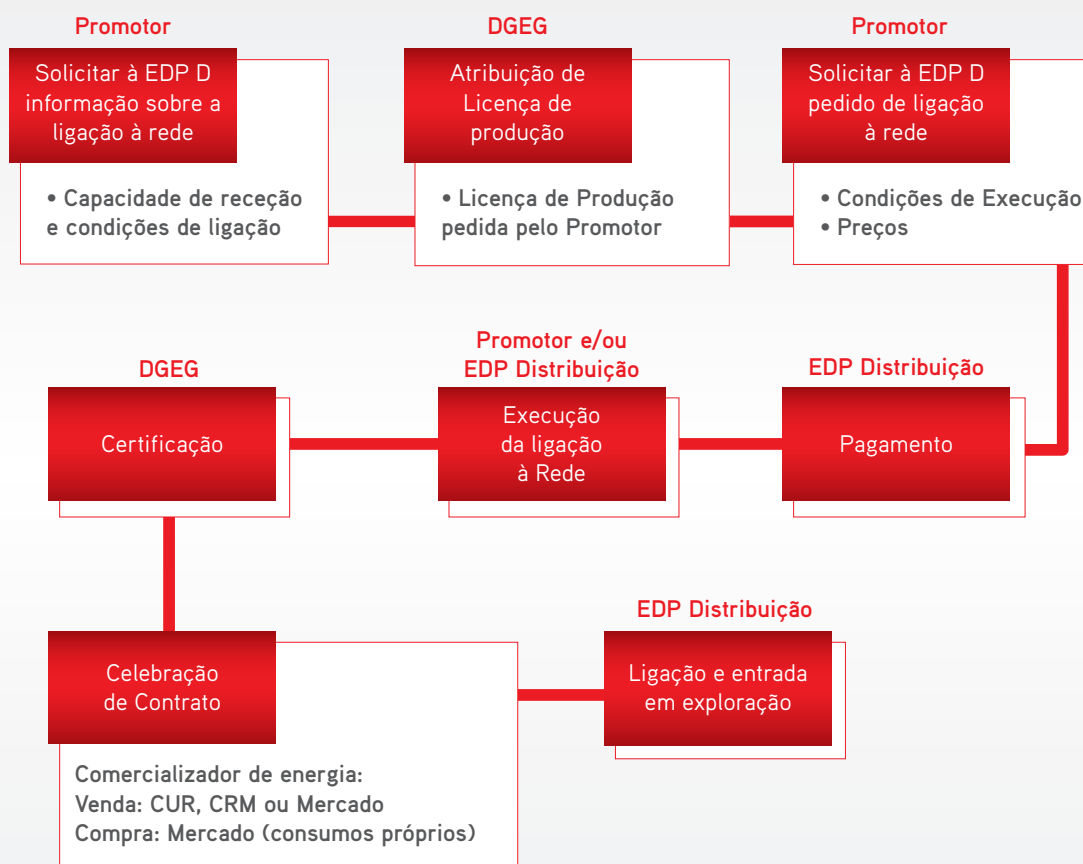 Promotor
Solicitar à EDP D
informação sobre a
ligação à rede
• Capacidade de receção
e condições de ligação
DGEG
Atribuição de
Licença de
produção
• Licença de Produção
pedida pelo Promotor
Promotor
Solicitar à EDP D
pedido de ligação
à rede
• Condições de Execução
• Preços
EDP Distribuição
Pagamento
Promotor e/ou
EDP Distribuição
Execução
da ligação
à Rede
DGEG
Certificação
Celebração
de Contrato
Comercializador de energia:
Venda: CUR, CRM ou Mercado
Compra: Mercado (consumos próprios)
EDP Distribuição
Ligação e entrada
em exploração